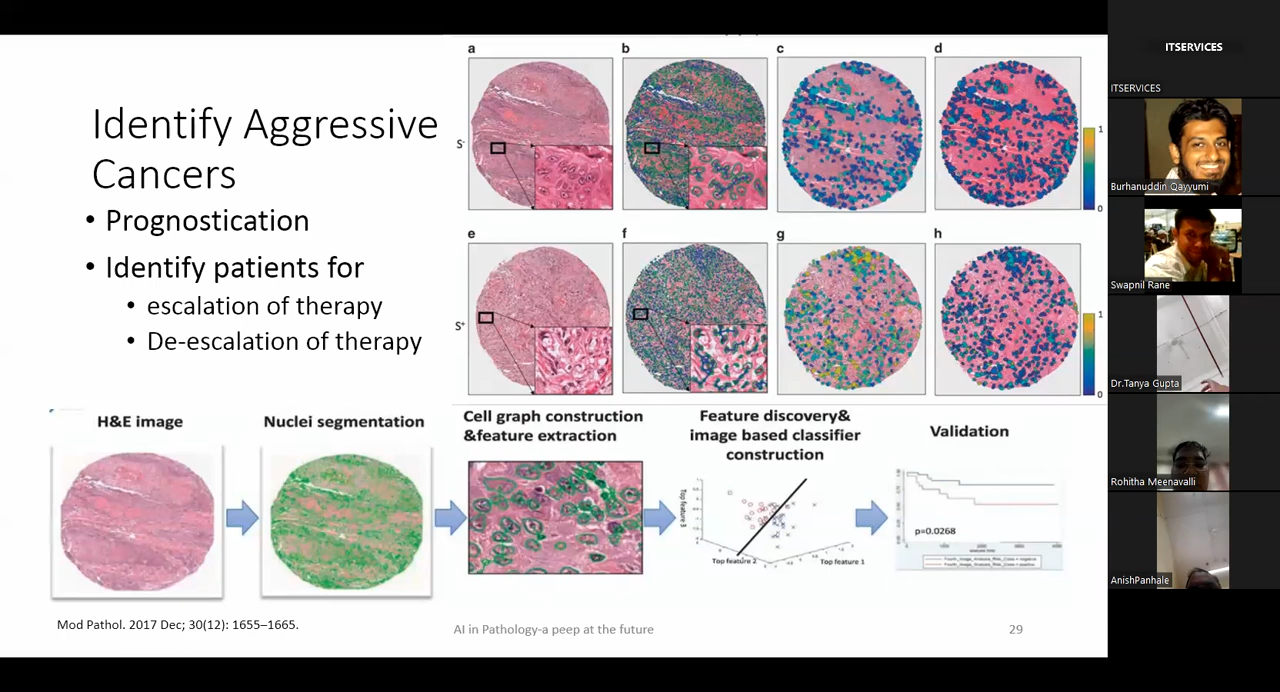 Identify Aggressive
Cancers
• Prognostication
• Identify patients for
• escalation of therapy
• De-escalation of therapy
a
b
c
d
S-
1
0
e
f
g
h
S+
1
0
H&E image
Nuclei segmentation
Cell graph construction
&feature extraction
Feature discovery&
image based classifier
construction
Validation
Top feature 3
Top feature 2
Top feature 1
p=0.0268
Mod Pathol. 2017 Dec; 30(12): 1655–1665.
AI in Pathology-a peep at the future
29
ITSERVICES
ITSERVICES
Burhanuddin Qayyumi
Swapnil Rane
Dr.Tanya Gupta
Rohitha Meenavalli
AnishPanhale